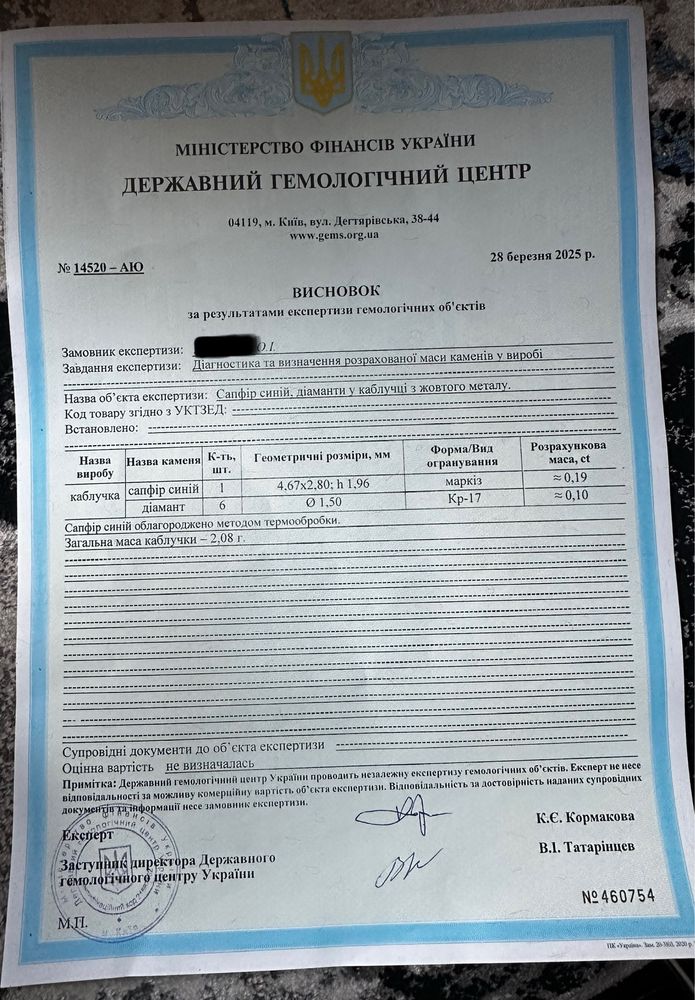 МІНІСТЕРСТВО ФІНАНСІВ УКРАЇНИ
ДЕРЖАВНИЙ ГЕМОЛОГІЧНИЙ ЦЕНТР
04119, м. Київ, вул. Дегтярівська, 38-44
www.gems.org.ua
№ 14520 – АЮ
28 березня 2025 р.
ВИСНОВОК
за результатами експертизи гемологічних об'єктів
Замовник експертизи: О.І.
Завдання експертизи: Діагностика та визначення розрахованої маси каменів у виробі
Назва об’єкта експертизи: Сапфір синій, діаманти у каблучці з жовтого металу.
Код товару згідно з УКТЗЕД:
Встановлено:
Назва виробу Назва каменя К-ть, шт. Геометричні розміри, мм Форма/Вид огранування Розрахункова маса, ct
каблучка сапфір синій 1 4,67х2,80; h 1,96 маркіз ≈ 0,19
діамант 6 Ø 1,50 Кр-17 ≈ 0,10
Сапфір синій облагороджено методом термообробки.
Загальна маса каблучки – 2,08 г.
Супровідні документи до об’єкта експертизи
Оцінна вартість не визначалась
Примітка: Державний гемологічний центр України проводить незалежну експертизу гемологічних об’єктів. Експерт не несе
відповідальності за можливу комерційну вартість об’єкта експертизи. Відповідальність за достовірність наданих супровідних
документів та інформації несе замовник експертизи.
Експерт
К.Є. Кормакова
Заступник директора Державного
гемологічного центру України
В.І. Татарінцев
№460754
М.П.
ПК «Україна». Зам. 20-3860, 2020 р.